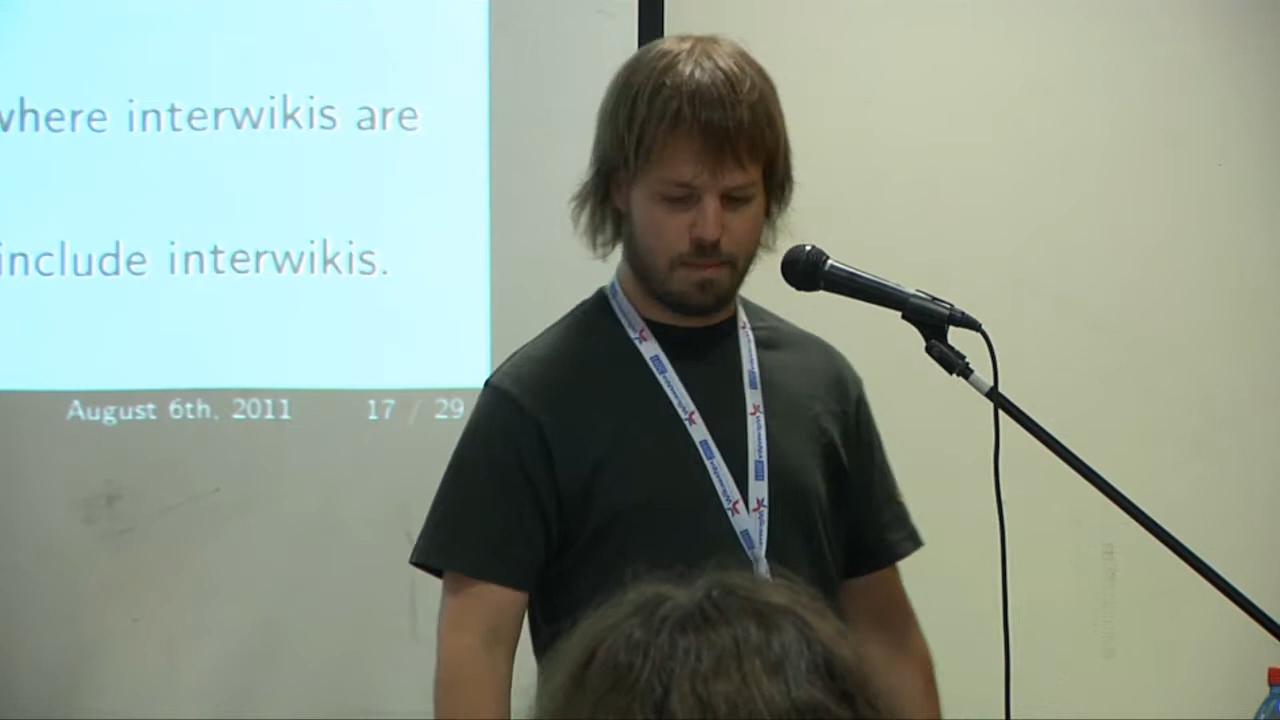 where interwikis are
include interwikis.
August 6th, 2011 17 / 29